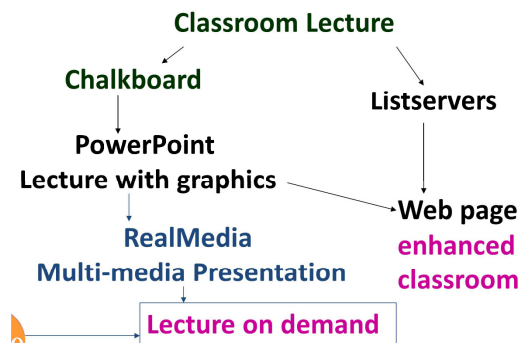 Classroom Lecture
Chalkboard
Listservers
PowerPoint
Lecture with graphics
Web page
enhanced
classroom
RealMedia
Multi-media Presentation
Lecture on demand